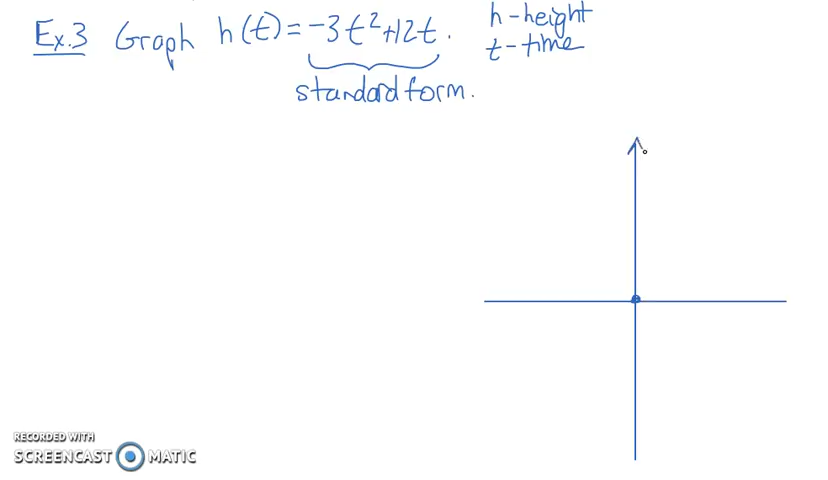 Ex.3 Graph h(t)=-3t²+12t.
h-height
t-time
standard form.
RECORDED WITH
SCREENCAST MATIC